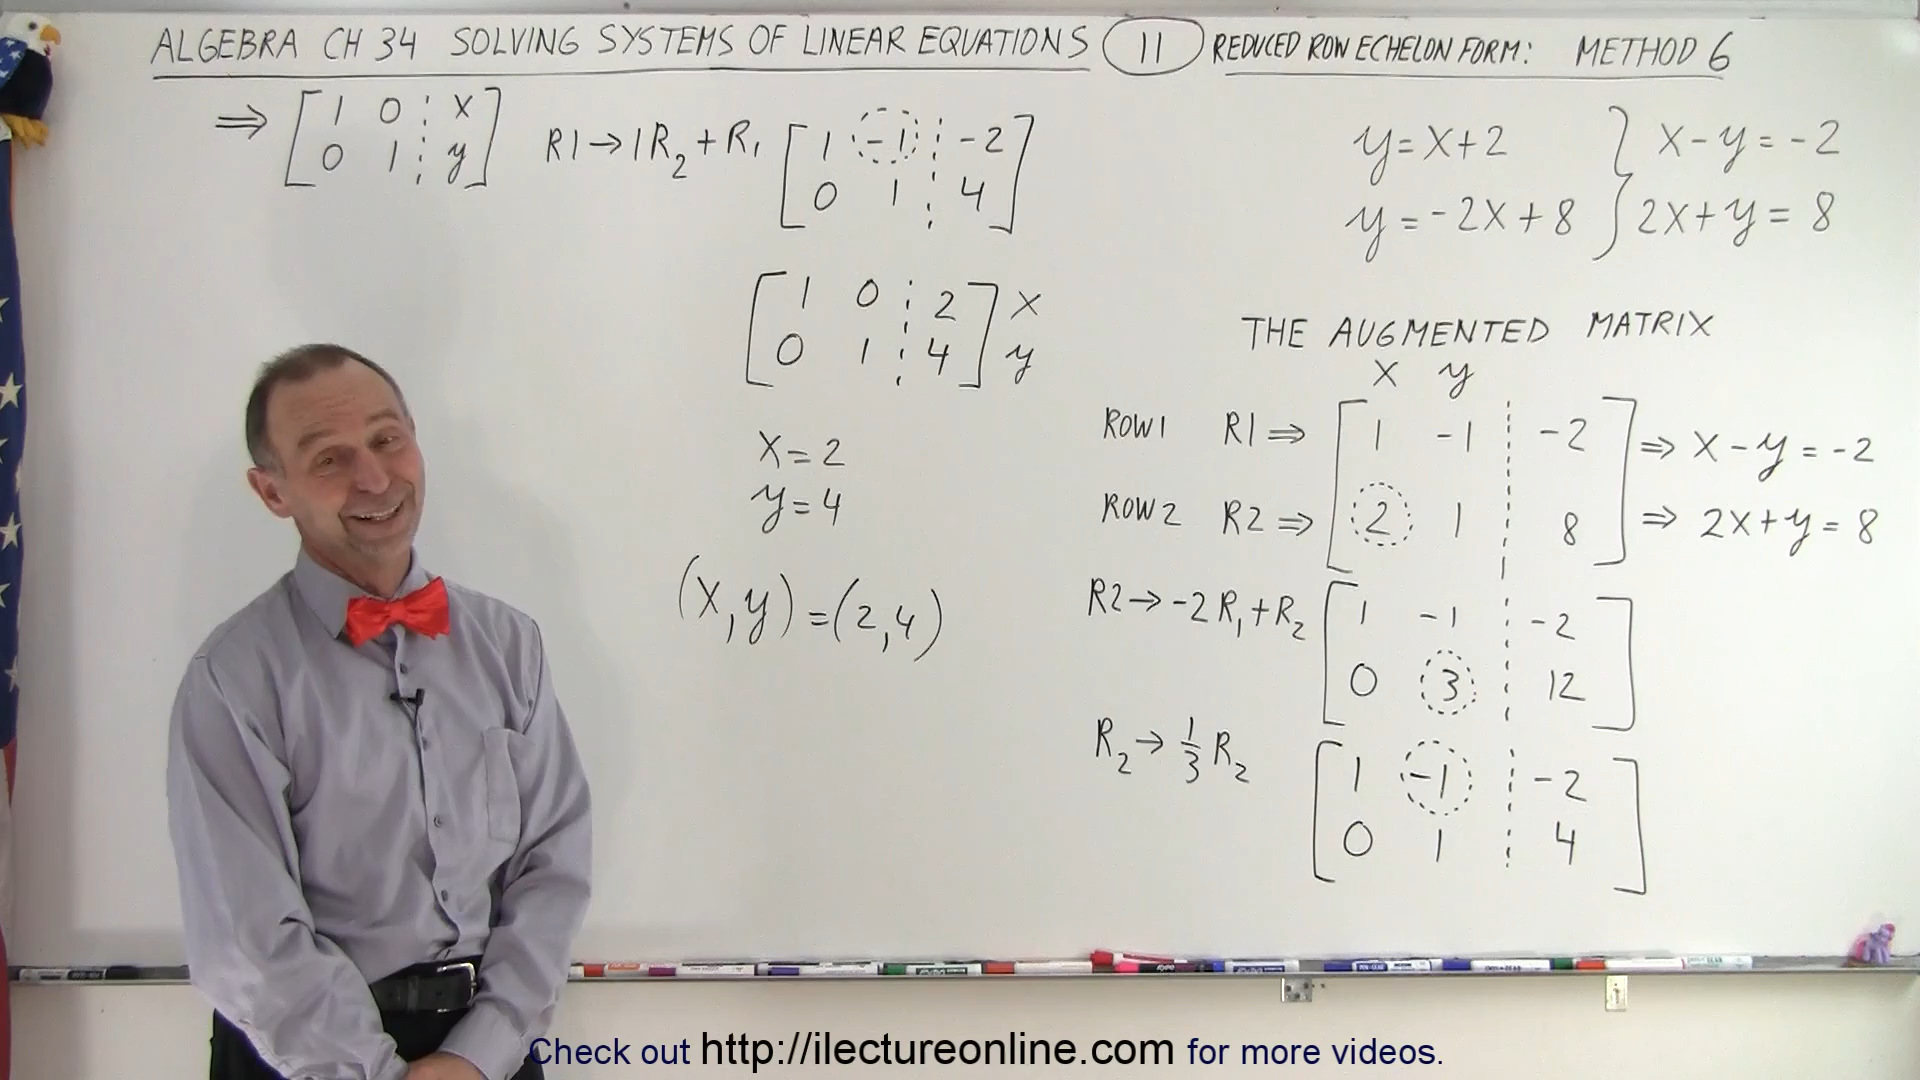 ALGEBRA CH 34 SOLVING SYSTEMS OF LINEAR EQUATIONS 11 REDUCED ROW ECHELON FORM: METHOD 6
⇒ [ 1 0 ¦ x ]
[ 0 1 ¦ y ]
R1→1R₂+R₁ [ 1 -1 ¦ -2 ]
[ 0 1 ¦ 4 ]
[ 1 0 ¦ 2 ] x
[ 0 1 ¦ 4 ] y
x=2
y=4
(x,y)=(2,4)
y=x+2 } x-y=-2
y=-2x+8 } 2x+y=8
THE AUGMENTED MATRIX
x y
ROW1 R1⇒ [ 1 -1 ¦ -2 ] ⇒ x-y=-2
ROW2 R2⇒ [ 2 1 ¦ 8 ] ⇒ 2x+y=8
R2→-2R₁+R₂ [ 1 -1 ¦ -2 ]
[ 0 3 ¦ 12 ]
R₂→1/3 R₂ [ 1 -1 ¦ -2 ]
[ 0 1 ¦ 4 ]
Check out http://ilectureonline.com for more videos.